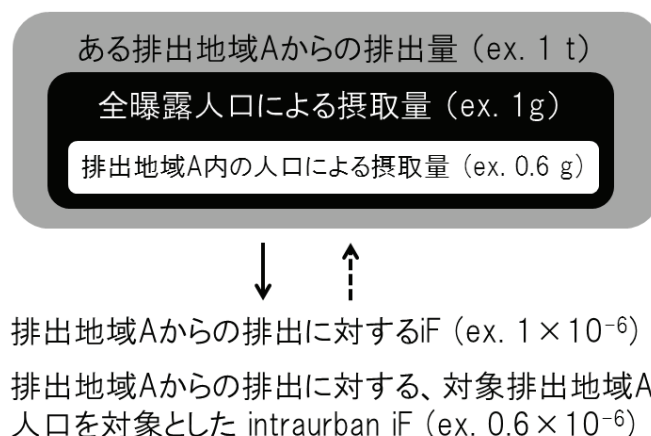 ある排出地域Aからの排出量 (ex. 1 t)
全曝露人口による摂取量 (ex. 1g)
排出地域A内の人口による摂取量 (ex. 0.6 g)
排出地域Aからの排出に対するiF (ex. 1×10⁻⁶)
排出地域Aからの排出に対する、対象排出地域A
人口を対象とした intraurban iF (ex. 0.6×10⁻⁶)